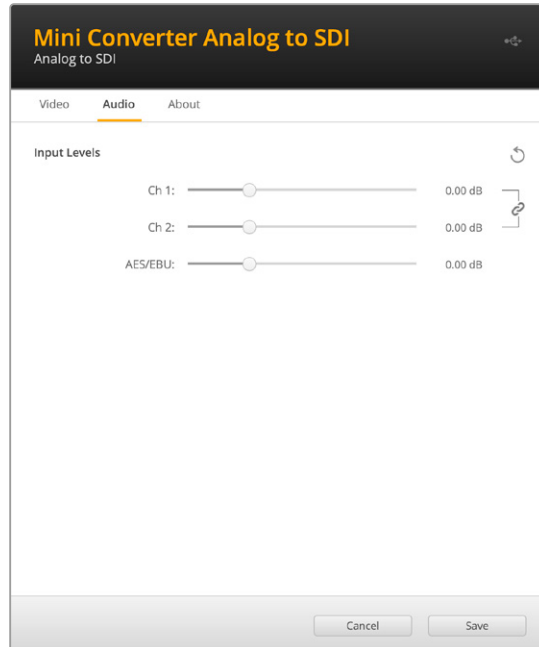 Mini Converter Analog to SDI
Analog to SDI
Video Audio About
Input Levels
Ch 1: 0.00 dB
Ch 2: 0.00 dB
AES/EBU: 0.00 dB
Cancel Save